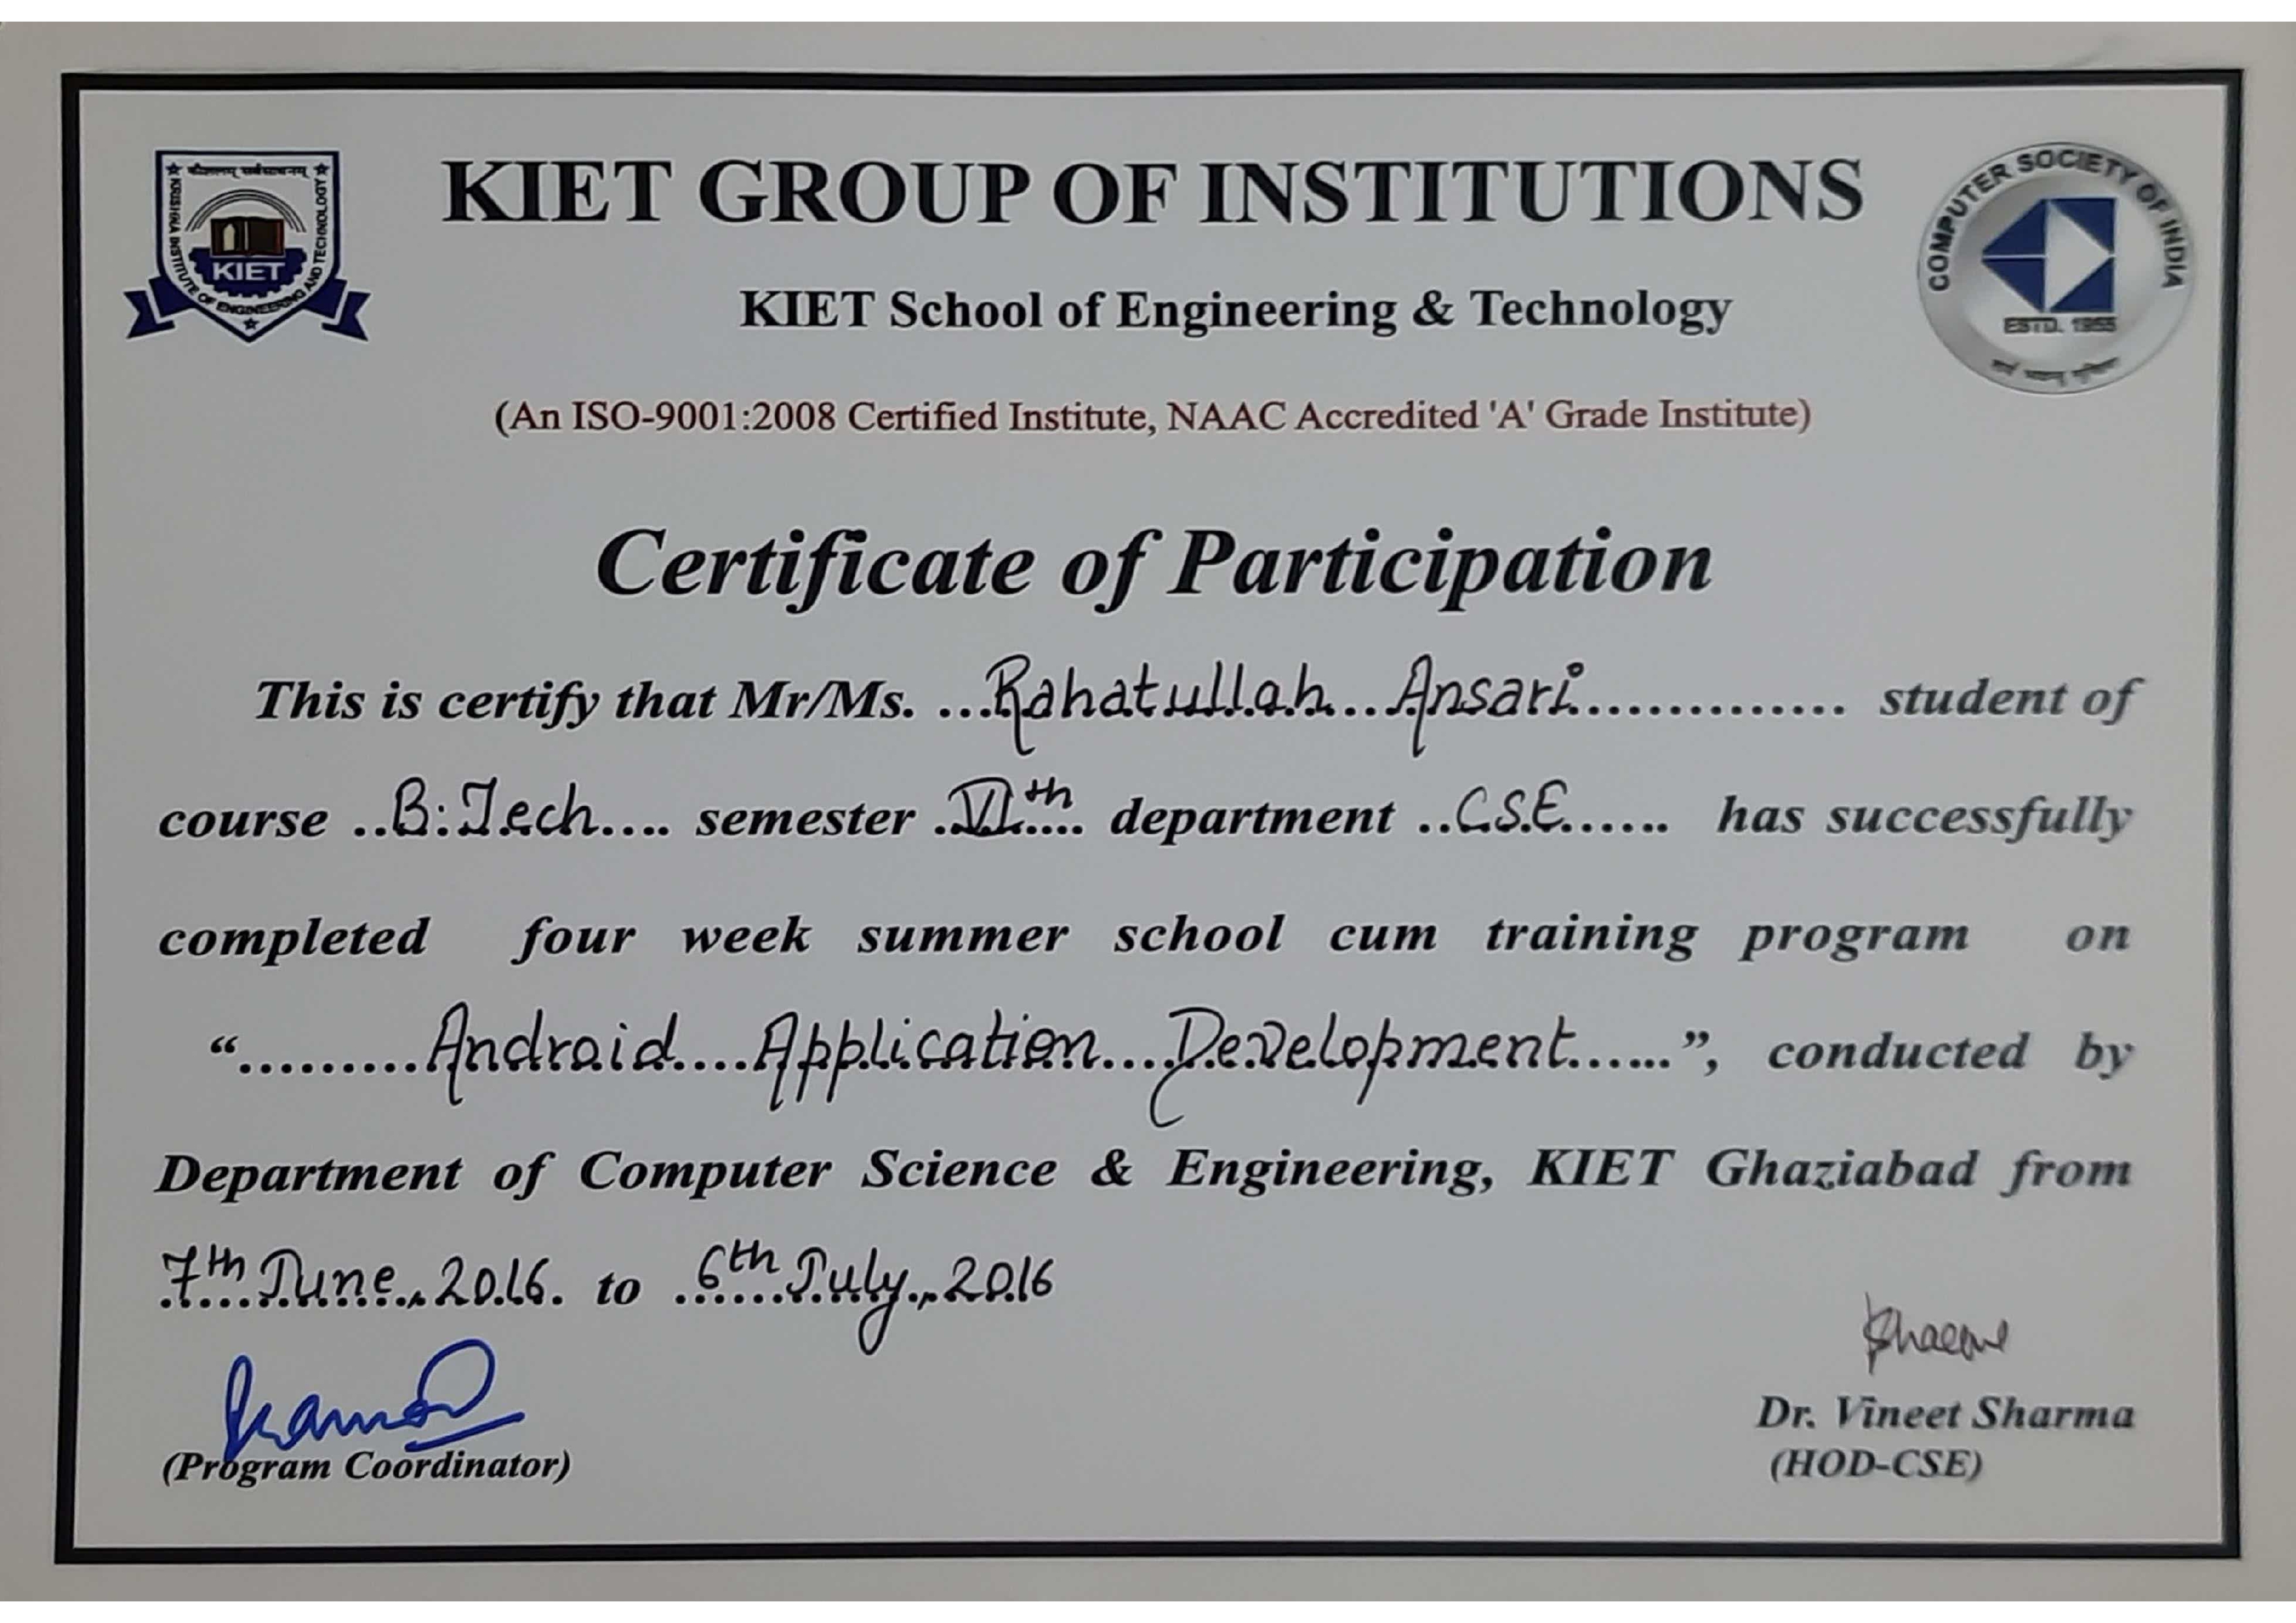 कौशलम् सर्वसाधनम्
KRISHNA INSTITUTE OF ENGINEERING AND TECHNOLOGY
KIET
KIET GROUP OF INSTITUTIONS
COMPUTER SOCIETY OF INDIA
ESTD. 1965
KIET School of Engineering & Technology
(An ISO-9001:2008 Certified Institute, NAAC Accredited 'A' Grade Institute)
Certificate of Participation
This is certify that Mr/Ms. ...Rahatullah...Ansari.............. student of
course ..B.Tech.... semester .VIth.... department ..C.S.E...... has successfully
completed four week summer school cum training program on
“.........Android....Application....Development......”, conducted by
Department of Computer Science & Engineering, KIET Ghaziabad from
7th June, 2016. to 6th July, 2016
(Program Coordinator)
Dr. Vineet Sharma
(HOD-CSE)